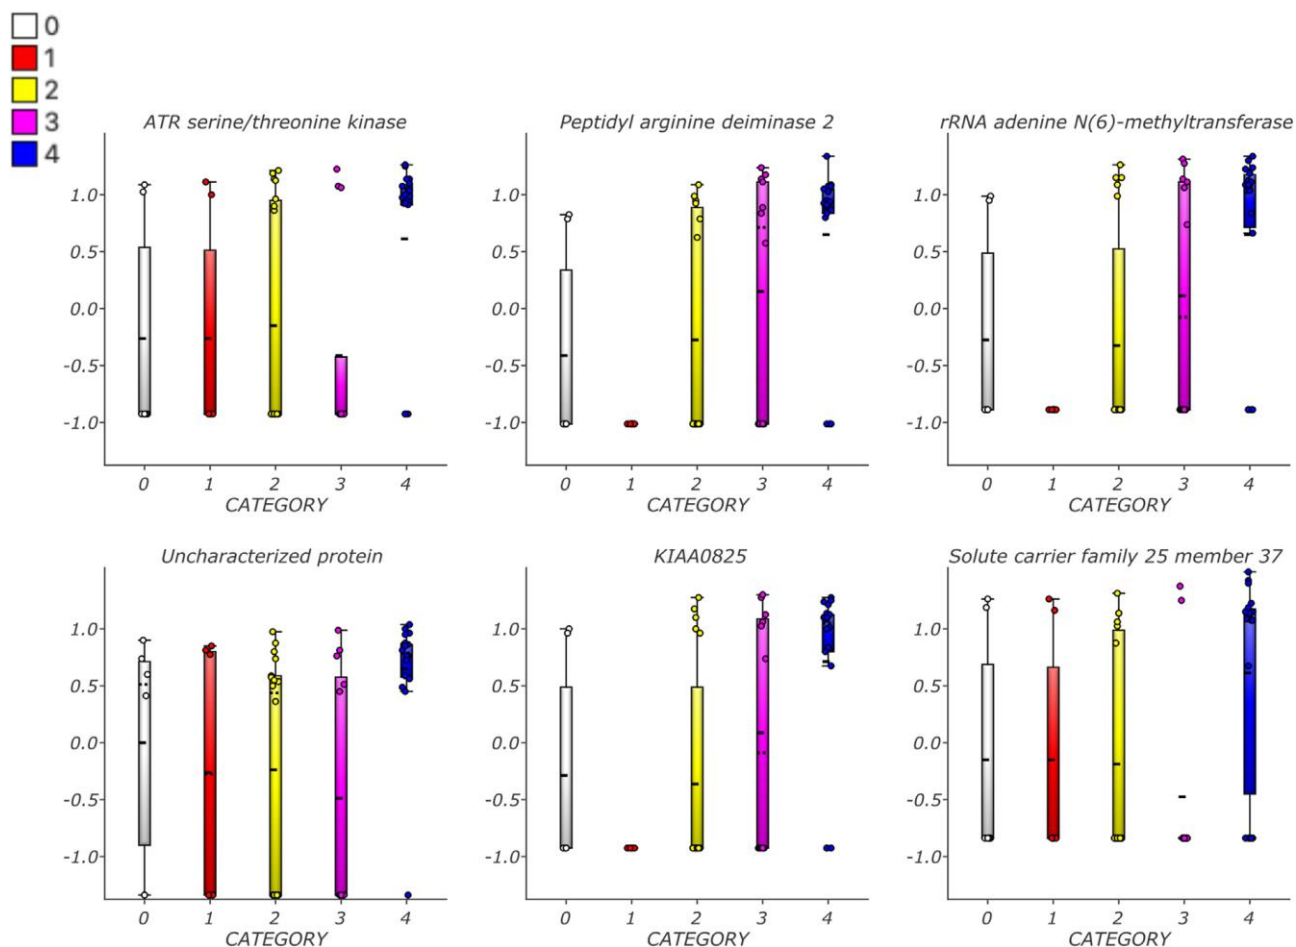 0
1
2
3
4
ATR serine/threonine kinase
1.0
0.5
0.0
-0.5
-1.0
0 1 2 3 4
CATEGORY
Peptidyl arginine deiminase 2
1.0
0.5
0.0
-0.5
-1.0
0 1 2 3 4
CATEGORY
rRNA adenine N(6)-methyltransferase
1.0
0.5
0.0
-0.5
-1.0
0 1 2 3 4
CATEGORY
Uncharacterized protein
1.0
0.5
0.0
-0.5
-1.0
0 1 2 3 4
CATEGORY
KIAA0825
1.0
0.5
0.0
-0.5
-1.0
0 1 2 3 4
CATEGORY
Solute carrier family 25 member 37
1.0
0.5
0.0
-0.5
-1.0
0 1 2 3 4
CATEGORY